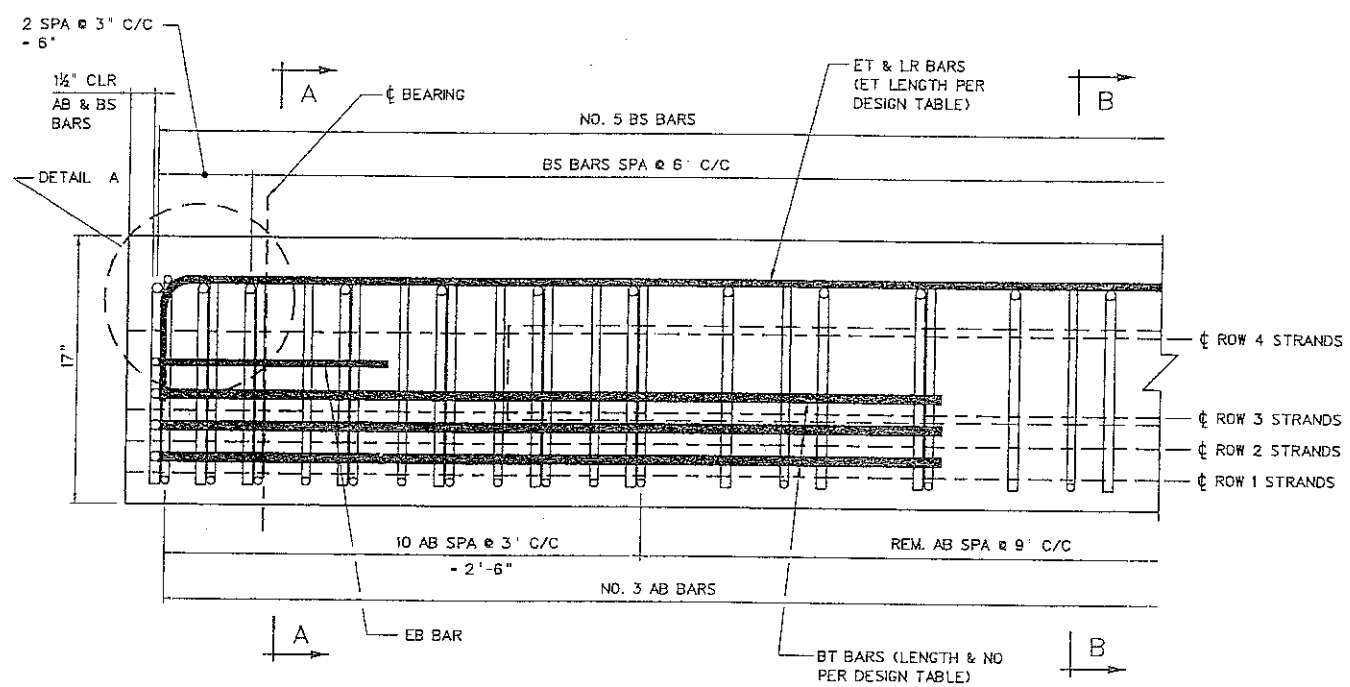 2 SPA @ 3" C/C
- 6"
1½" CLR
AB & BS
BARS
A
℄ BEARING
ET & LR BARS
(ET LENGTH PER
DESIGN TABLE)
B
NO. 5 BS BARS
BS BARS SPA @ 6' C/C
DETAIL A
17"
℄ ROW 4 STRANDS
℄ ROW 3 STRANDS
℄ ROW 2 STRANDS
℄ ROW 1 STRANDS
10 AB SPA @ 3' C/C
- 2'-6"
REM. AB SPA @ 9' C/C
NO. 3 AB BARS
A
EB BAR
BT BARS (LENGTH & NO
PER DESIGN TABLE)
B